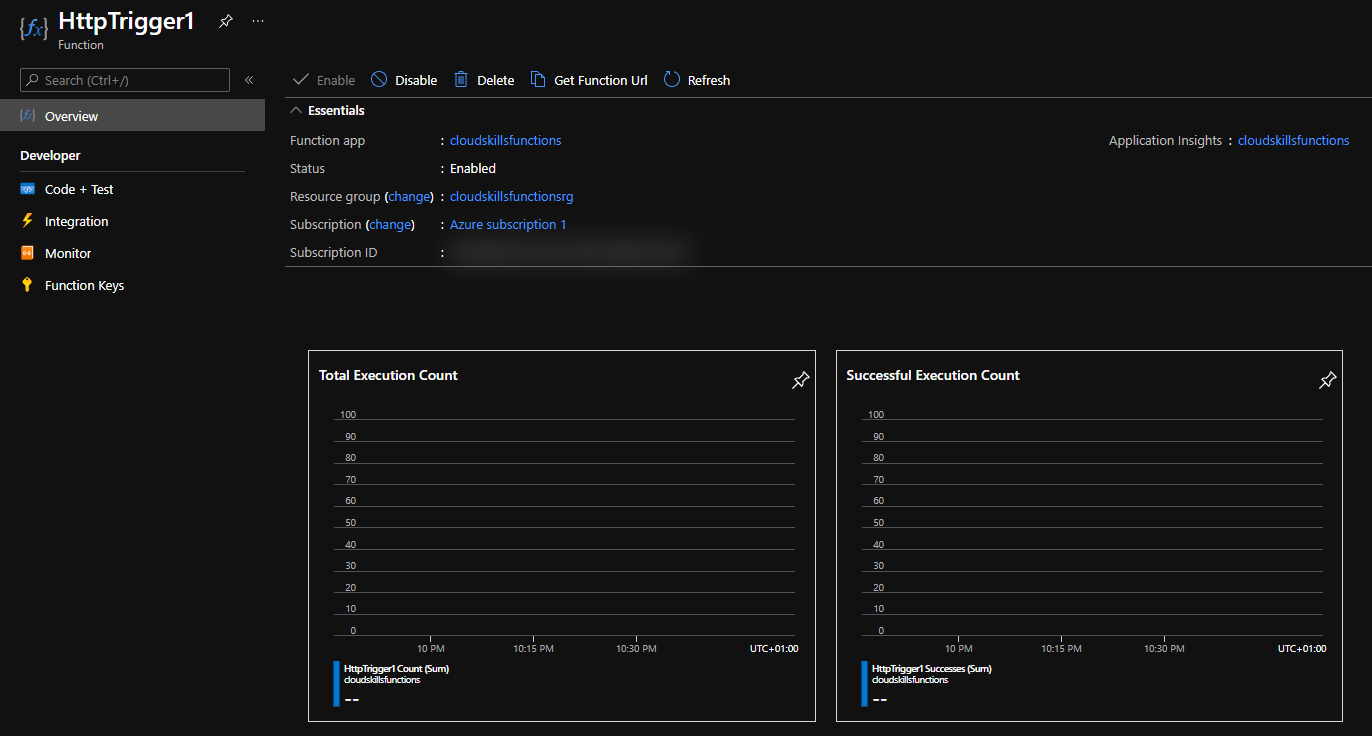 HttpTrigger1
Function
Search (Ctrl+/)
«
Enable Disable Delete Get Function Url Refresh
Overview
Developer
Code + Test
Integration
Monitor
Function Keys
Essentials
Function app : cloudskillsfunctions
Application Insights : cloudskillsfunctions
Status : Enabled
Resource group (change) : cloudskillsfunctionsrg
Subscription (change) : Azure subscription 1
Subscription ID :
Total Execution Count
100
90
80
70
60
50
40
30
20
10
0
10 PM 10:15 PM 10:30 PM UTC+01:00
HttpTrigger1 Count (Sum)
cloudskillsfunctions
--
Successful Execution Count
100
90
80
70
60
50
40
30
20
10
0
10 PM 10:15 PM 10:30 PM UTC+01:00
HttpTrigger1 Successes (Sum)
cloudskillsfunctions
--